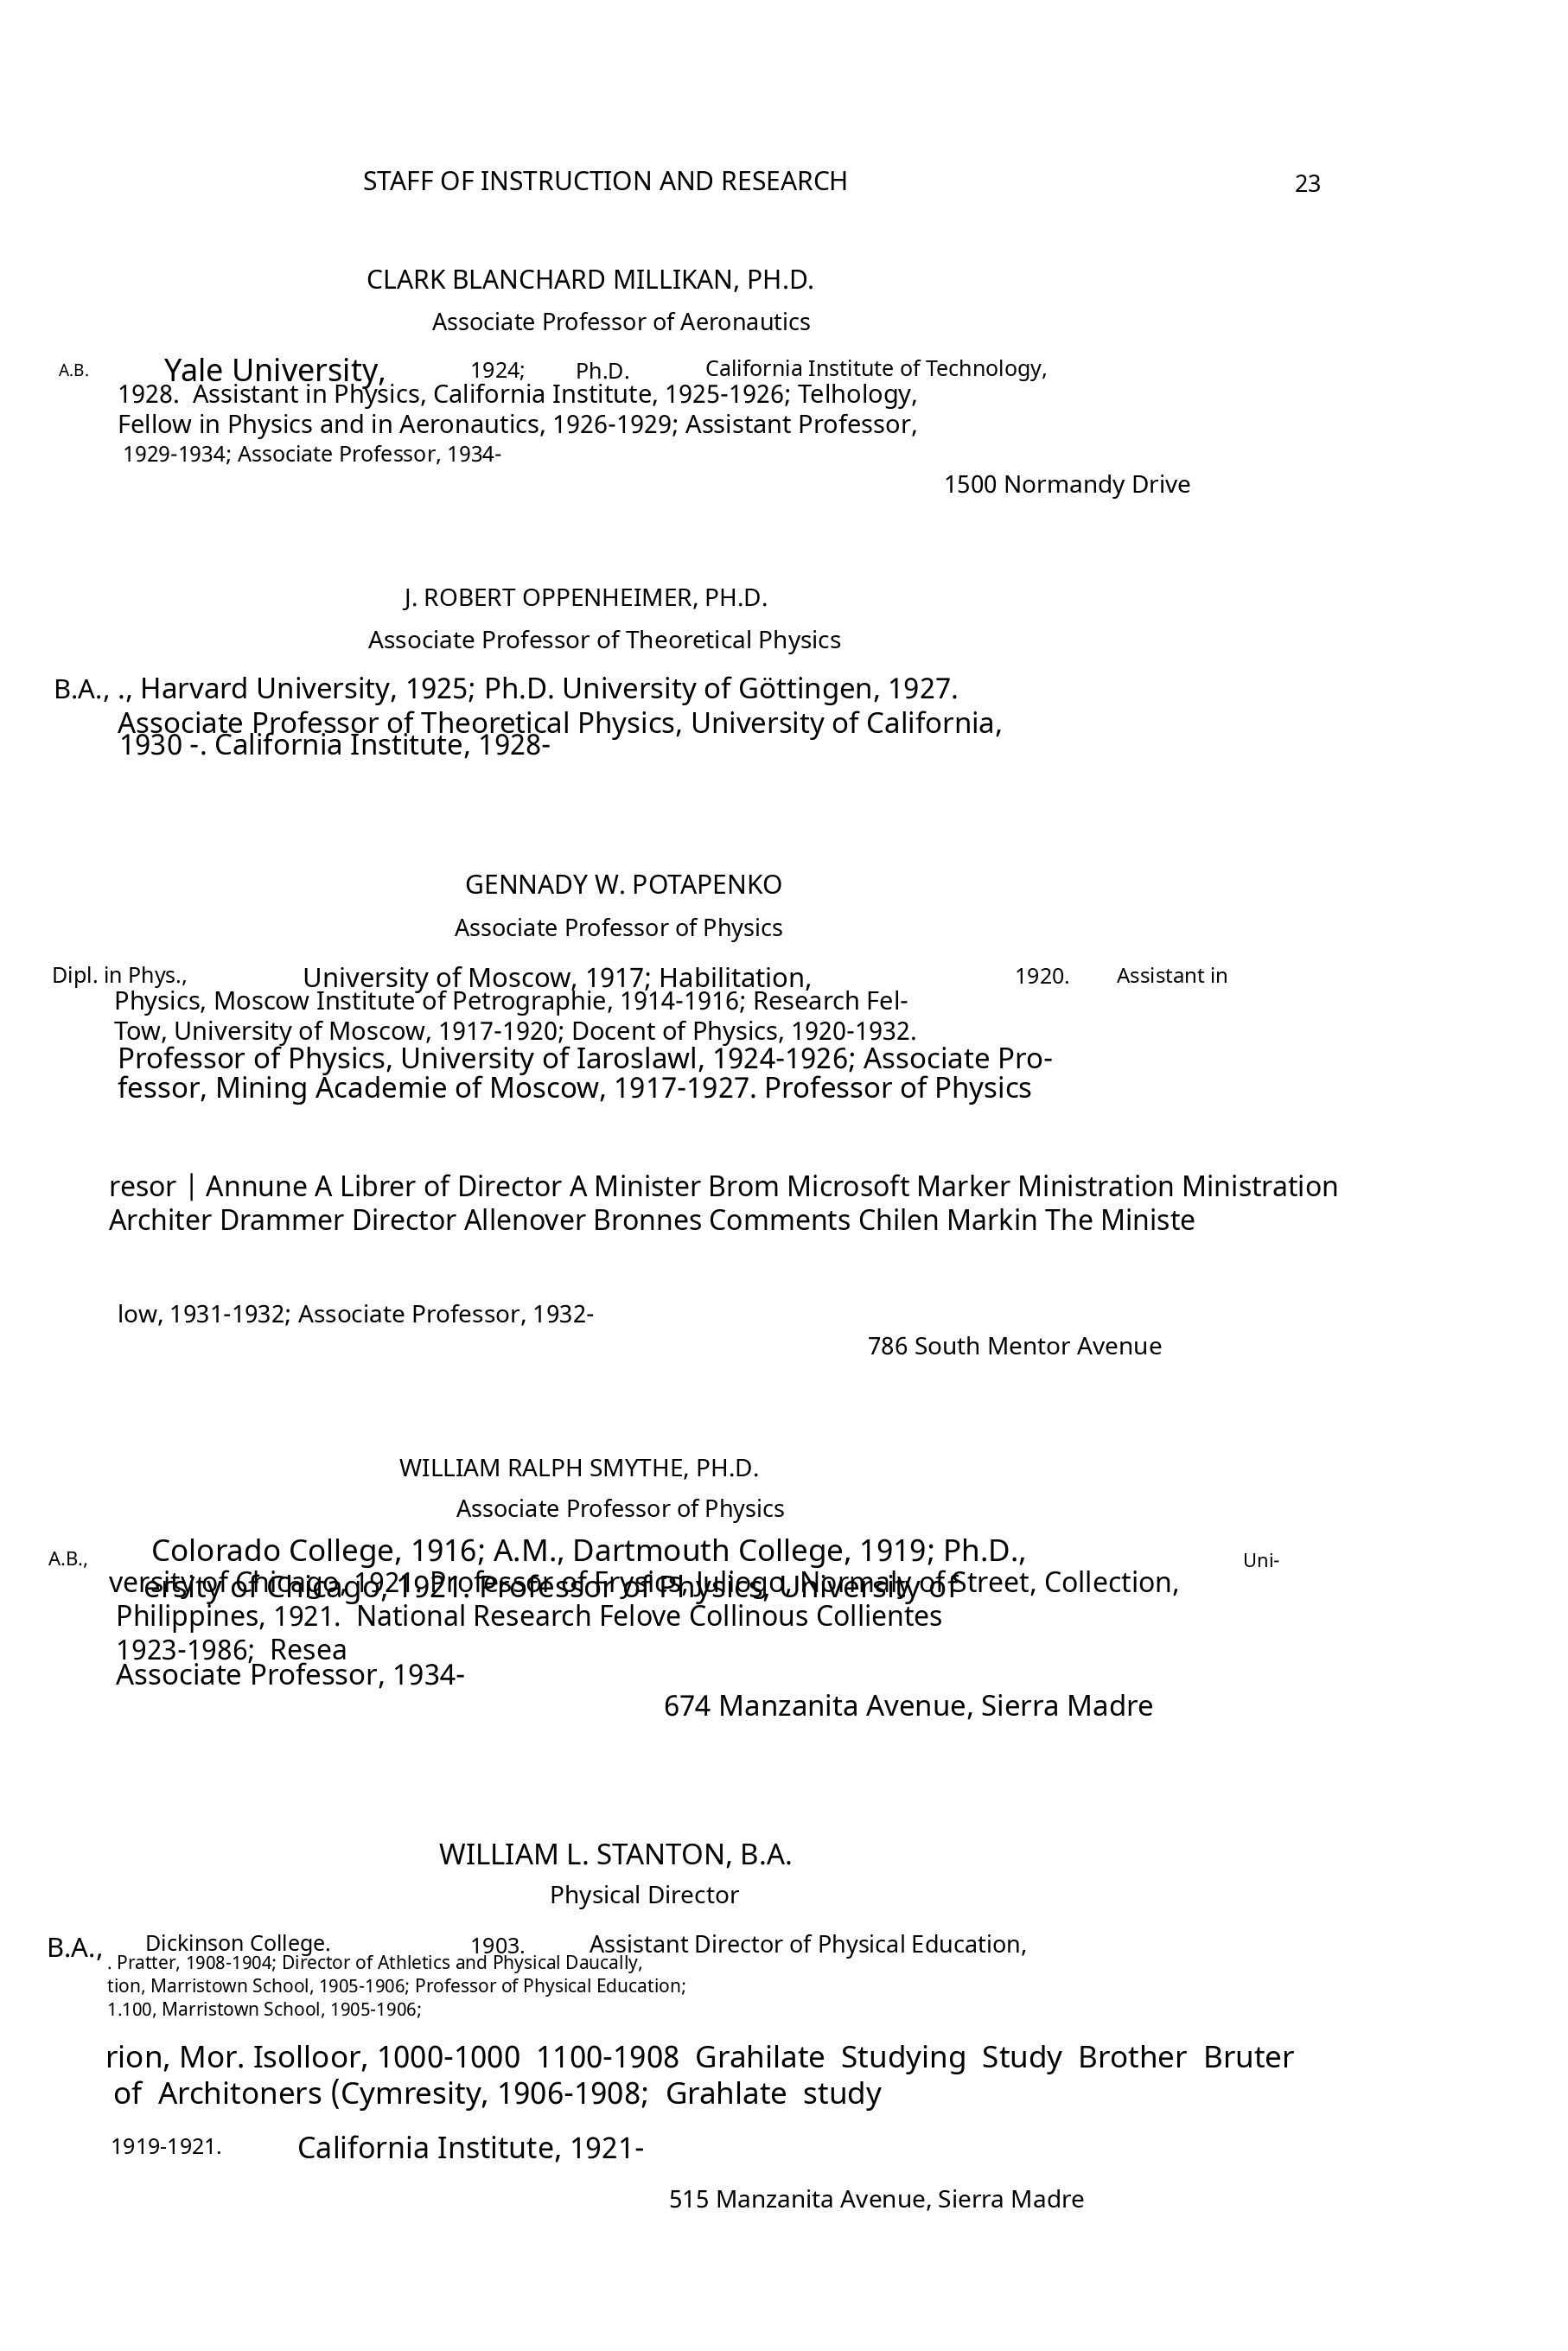 STAFF OF INSTRUCTION AND RESEARCH 23
CLARK BLANCHARD MILLIKAN, PH.D.
Associate Professor of Aeronautics
A.B. Yale University, 1924; Ph.D. California Institute of Technology,
1928. Assistant in Physics, California Institute, 1925-1926; Telhology,
Fellow in Physics and in Aeronautics, 1926-1929; Assistant Professor,
1929-1934; Associate Professor, 1934-
1500 Normandy Drive
J. ROBERT OPPENHEIMER, PH.D.
Associate Professor of Theoretical Physics
B.A., ., Harvard University, 1925; Ph.D. University of Göttingen, 1927.
Associate Professor of Theoretical Physics, University of California,
1930 -. California Institute, 1928-
GENNADY W. POTAPENKO
Associate Professor of Physics
Dipl. in Phys., University of Moscow, 1917; Habilitation, 1920. Assistant in
Physics, Moscow Institute of Petrographie, 1914-1916; Research Fel-
Tow, University of Moscow, 1917-1920; Docent of Physics, 1920-1932.
Professor of Physics, University of Iaroslawl, 1924-1926; Associate Pro-
fessor, Mining Academie of Moscow, 1917-1927. Professor of Physics
resor | Annune A Librer of Director A Minister Brom Microsoft Marker Ministration Ministration
Architer Drammer Director Allenover Bronnes Comments Chilen Markin The Ministe
low, 1931-1932; Associate Professor, 1932-
786 South Mentor Avenue
WILLIAM RALPH SMYTHE, PH.D.
Associate Professor of Physics
A.B., Colorado College, 1916; A.M., Dartmouth College, 1919; Ph.D., Uni-
versity of Chicago, 1921. Professor of Frysics, Juliogo, Normaly of Street, Collection,
ersity of Chicago, 1921. Professor of Physics, University of
Philippines, 1921. National Research Felove Collinous Collientes
1923-1986; Resea
Associate Professor, 1934-
674 Manzanita Avenue, Sierra Madre
WILLIAM L. STANTON, B.A.
Physical Director
B.A., Dickinson College. 1903. Assistant Director of Physical Education,
. Pratter, 1908-1904; Director of Athletics and Physical Daucally,
tion, Marristown School, 1905-1906; Professor of Physical Education;
1.100, Marristown School, 1905-1906;
rion, Mor. Isolloor, 1000-1000 1100-1908 Grahilate Studying Study Brother Bruter
of Architoners (Cymresity, 1906-1908; Grahlate study
1919-1921. California Institute, 1921-
515 Manzanita Avenue, Sierra Madre